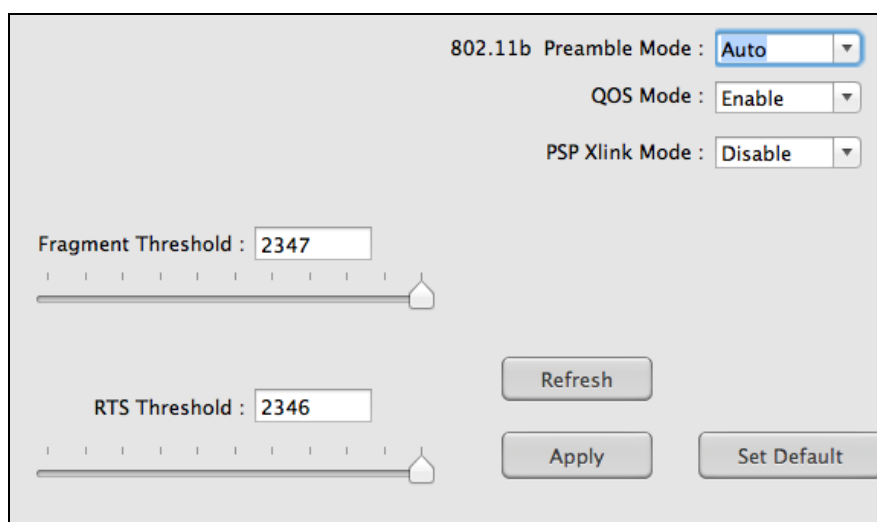 802.11b Preamble Mode : Auto
QOS Mode : Enable
PSP Xlink Mode : Disable
Fragment Threshold : 2347
Refresh
RTS Threshold : 2346
Apply Set Default